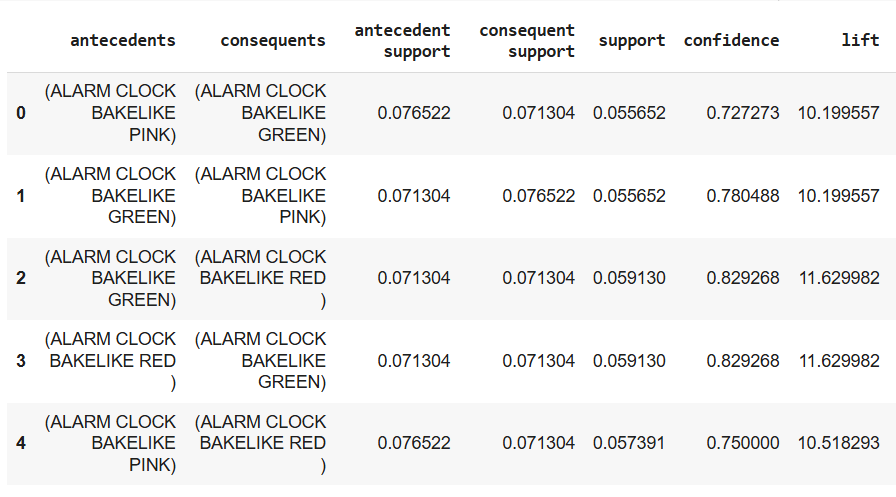 antecedents consequents antecedent support consequent support support confidence lift
0 (ALARM CLOCK BAKELIKE PINK) (ALARM CLOCK BAKELIKE GREEN) 0.076522 0.071304 0.055652 0.727273 10.199557
1 (ALARM CLOCK BAKELIKE GREEN) (ALARM CLOCK BAKELIKE PINK) 0.071304 0.076522 0.055652 0.780488 10.199557
2 (ALARM CLOCK BAKELIKE GREEN) (ALARM CLOCK BAKELIKE RED ) 0.071304 0.071304 0.059130 0.829268 11.629982
3 (ALARM CLOCK BAKELIKE RED ) (ALARM CLOCK BAKELIKE GREEN) 0.071304 0.071304 0.059130 0.829268 11.629982
4 (ALARM CLOCK BAKELIKE PINK) (ALARM CLOCK BAKELIKE RED ) 0.076522 0.071304 0.057391 0.750000 10.518293